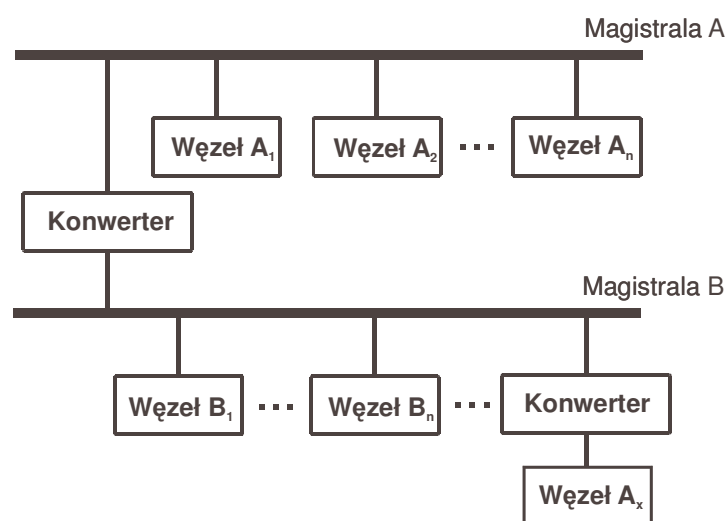 Magistrala A
Węzeł A₁ Węzeł A₂ ... Węzeł Aₙ
Konwerter
Magistrala B
Węzeł B₁ ... Węzeł Bₙ ... Konwerter
Węzeł Aₓ